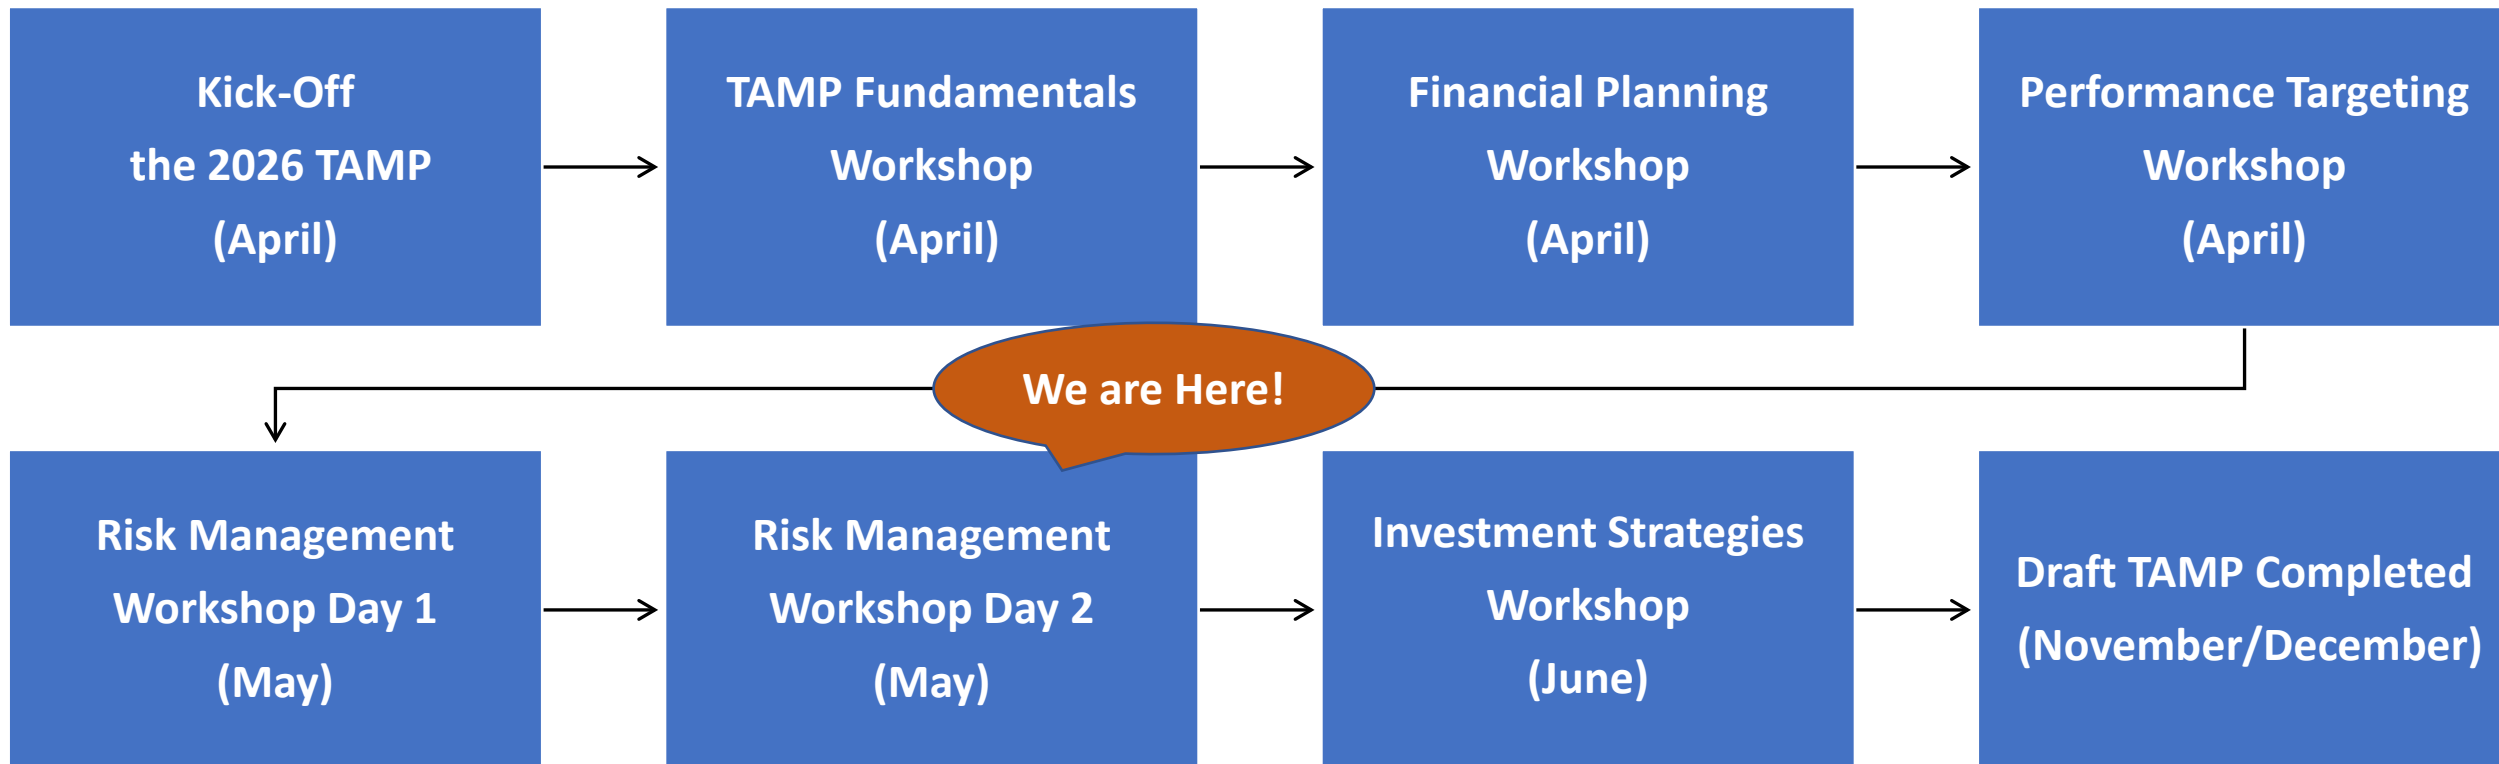 Kick-Off
the 2026 TAMP
(April)
TAMP Fundamentals
Workshop
(April)
Financial Planning
Workshop
(April)
Performance Targeting
Workshop
(April)
We are Here!
Risk Management
Workshop Day 1
(May)
Risk Management
Workshop Day 2
(May)
Investment Strategies
Workshop
(June)
Draft TAMP Completed
(November/December)